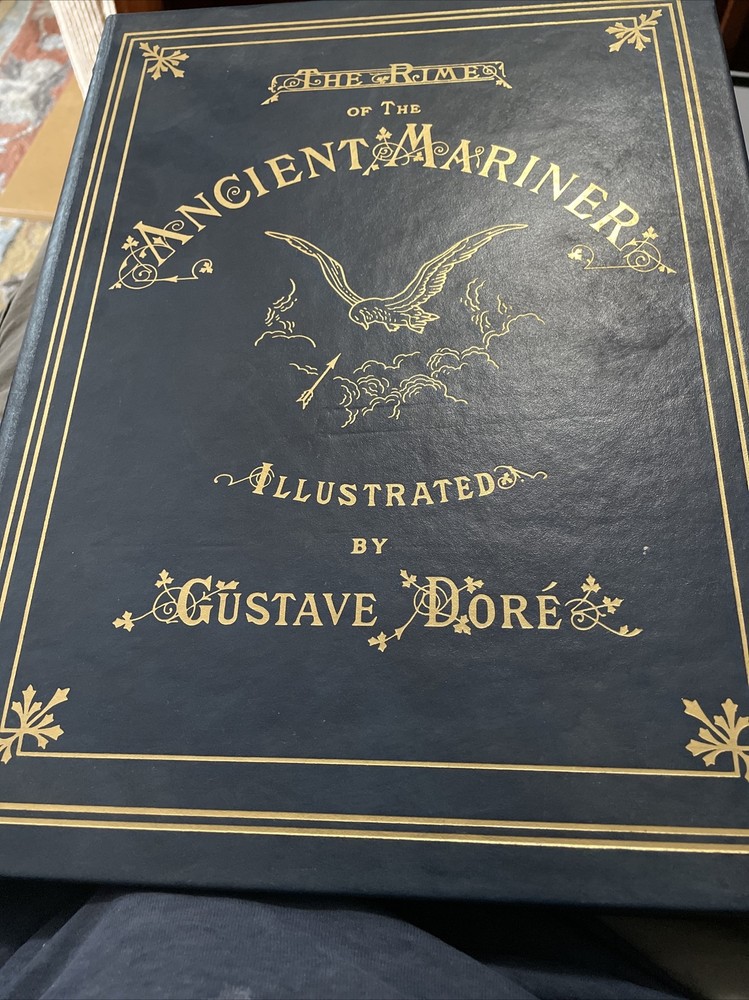 THE RIME
OF THE
ANCIENT MARINER
ILLUSTRATED
BY
GUSTAVE DORÉ